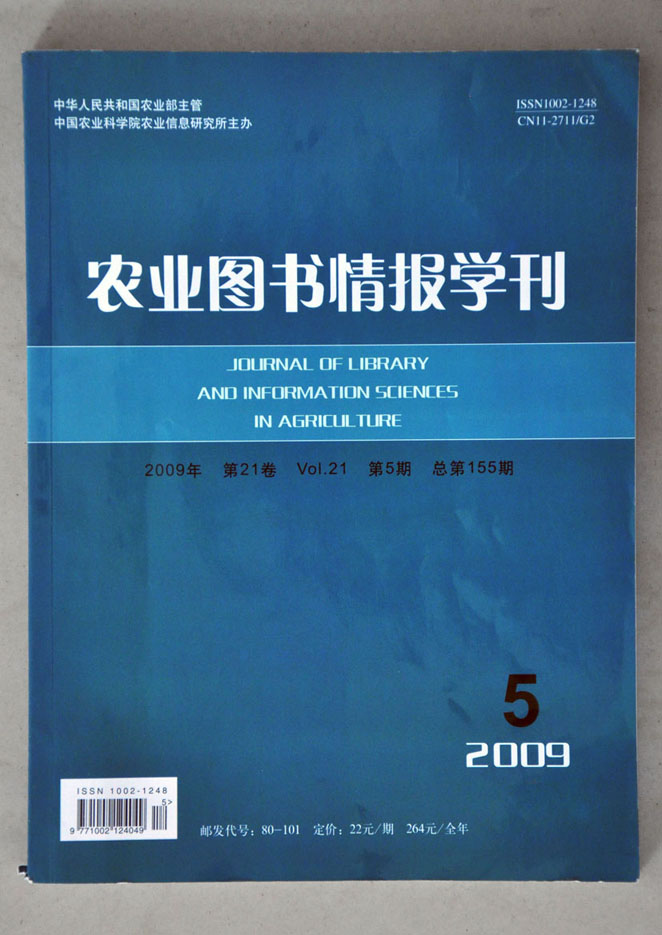 中华人民共和国农业部主管
中国农业科学院农业信息研究所主办
ISSN1002-1248
CN11-2711/G2
农业图书情报学刊
JOURNAL OF LIBRARY
AND INFORMATION SCIENCES
IN AGRICULTURE
2009年 第21卷 Vol.21 第5期 总第155期
5
2009
ISSN 1002-1248
05>
9 771002 124049
邮发代号：80-101 定价：22元/期 264元/全年